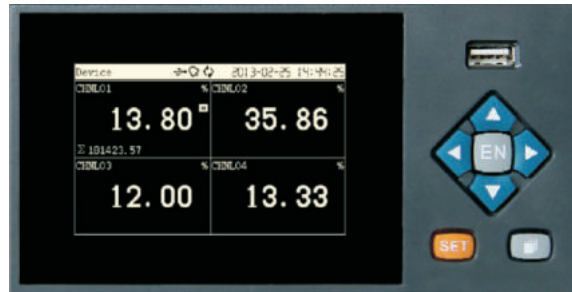 Device 2013-02-25 14:44:25
CHNL01 %
13.80
Σ 191423.57
CHNL02 %
35.86
CHNL03 %
12.00
CHNL04 %
13.33
EN
SET